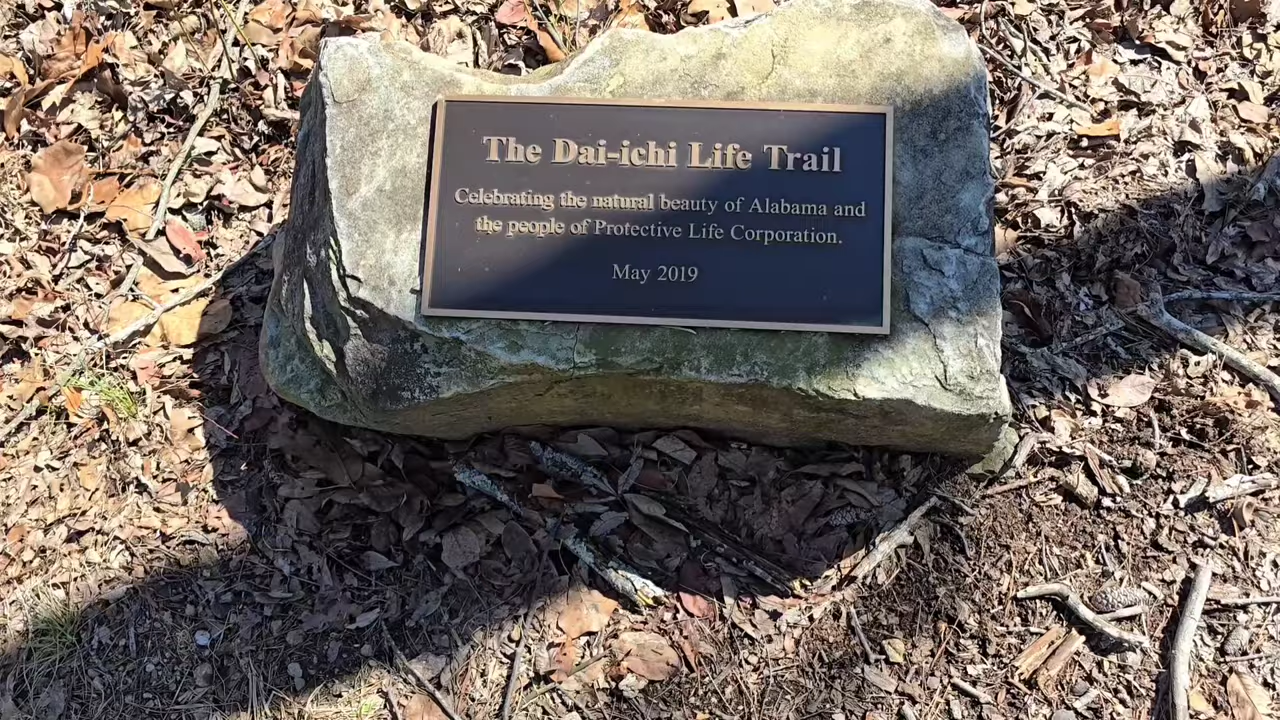 The Dai-ichi Life Trail
Celebrating the natural beauty of Alabama and
the people of Protective Life Corporation.
May 2019